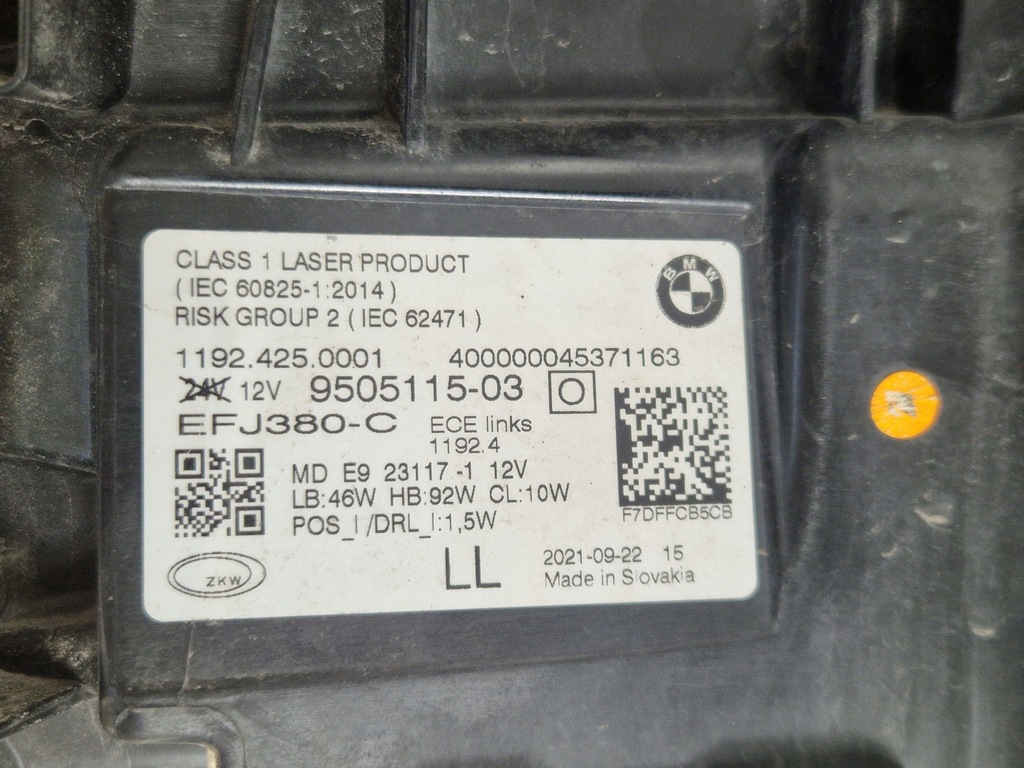 CLASS 1 LASER PRODUCT
(IEC 60825-1:2014)
RISK GROUP 2 (IEC 62471)
BMW
1192.425.0001 400000045371163
24V 12V 9505115-03
EFJ380-C ECE links
1192.4
MD E9 23117-1 12V
LB:46W HB:92W CL:10W
POS_I/DRL_I:1,5W
F7DFFCB5CB
LL
2021-09-22 15
Made in Slovakia
ZKW